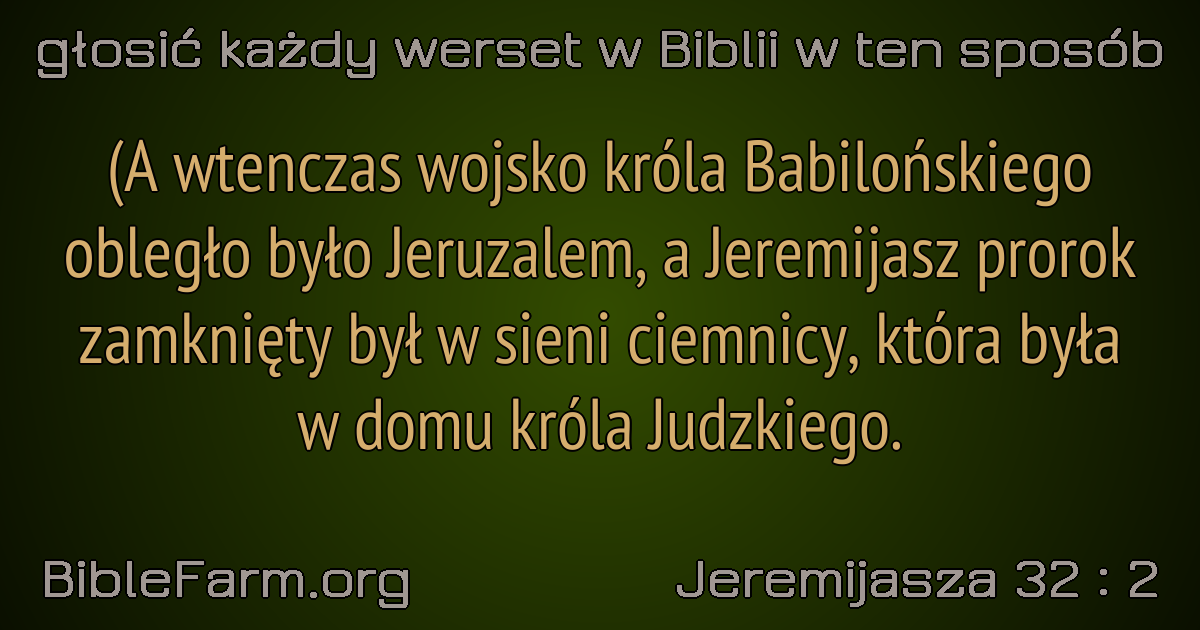 głosić każdy werset w Biblii w ten sposób
(A wtenczas wojsko króla Babilońskiego
obległo było Jeruzalem, a Jeremijasz prorok
zamknięty był w sieni ciemnicy, która była
w domu króla Judzkiego.
BibleFarm.org
Jeremijasza 32 : 2